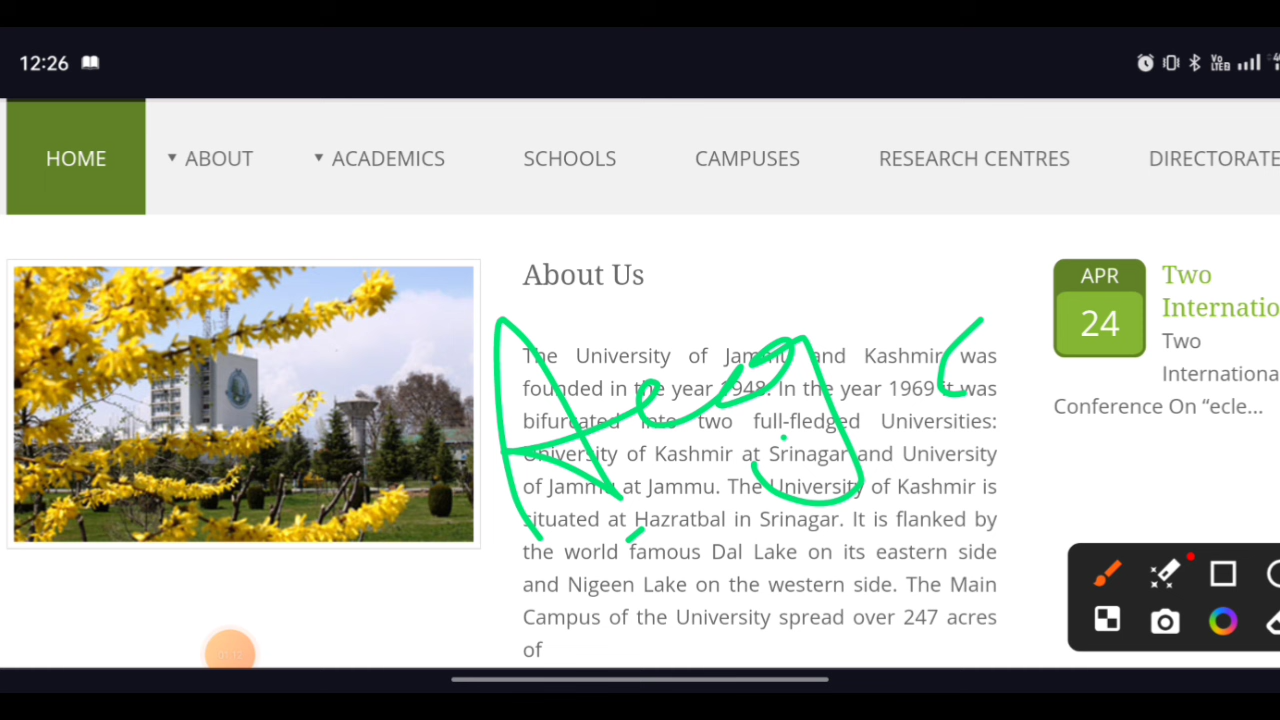 12:26
Vo LTE2
HOME
▼ ABOUT
▼ ACADEMICS
SCHOOLS
CAMPUSES
RESEARCH CENTRES
DIRECTORATE
About Us
The University of Jammu and Kashmir was
founded in the year 1948. In the year 1969 it was
bifurcated into two full-fledged Universities:
University of Kashmir at Srinagar and University
of Jammu at Jammu. The University of Kashmir is
situated at Hazratbal in Srinagar. It is flanked by
the world famous Dal Lake on its eastern side
and Nigeen Lake on the western side. The Main
Campus of the University spread over 247 acres
of
APR
24
Two
Internatio
Two
Internationa
Conference On “ecle...